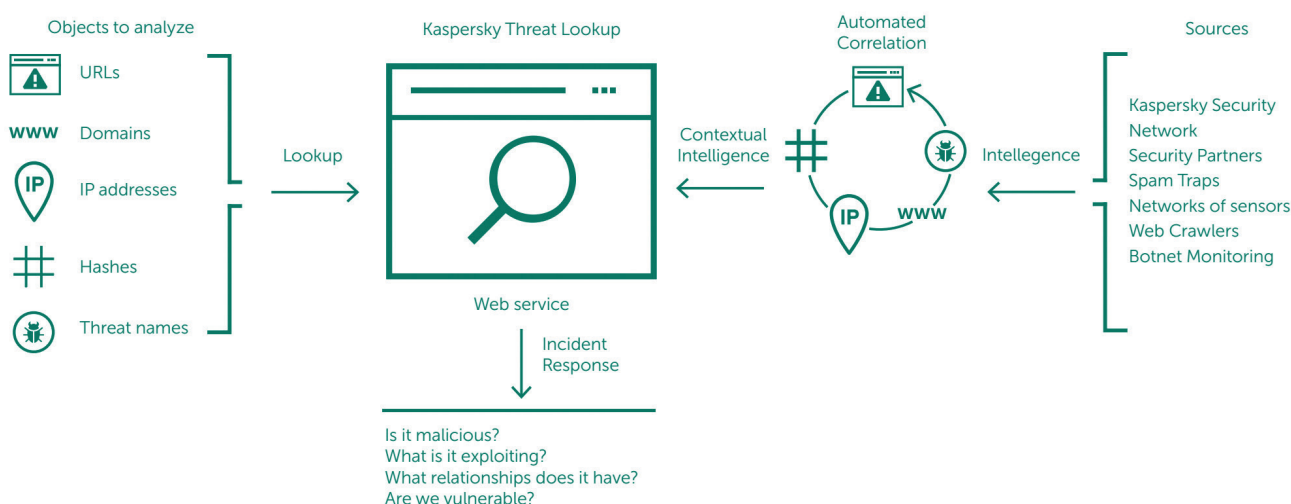 Objects to analyze
URLs
www Domains
IP IP addresses
Hashes
Threat names
Lookup
Kaspersky Threat Lookup
Web service
Incident
Response
Is it malicious?
What is it exploiting?
What relationships does it have?
Are we vulnerable?
Contextual
Intelligence
Automated
Correlation
IP
www
Intellegence
Sources
Kaspersky Security
Network
Security Partners
Spam Traps
Networks of sensors
Web Crawlers
Botnet Monitoring